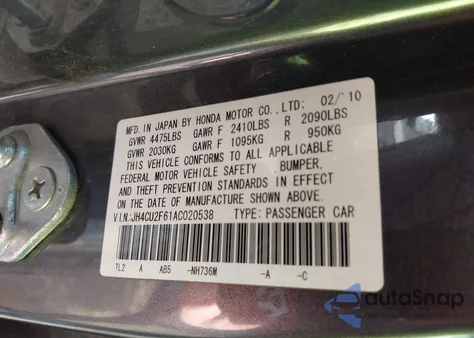 MFD. IN JAPAN BY HONDA MOTOR CO., LTD: 02/'10
GVWR 4475LBS GAWR F 2410LBS R 2090LBS
GVWR 2030KG GAWR F 1095KG R 950KG
THIS VEHICLE CONFORMS TO ALL APPLICABLE
FEDERAL MOTOR VEHICLE SAFETY , BUMPER,
AND THEFT PREVENTION STANDARDS IN EFFECT
ON THE DATE OF MANUFACTURE SHOWN ABOVE.
V.I.N.:JH4CU2F61AC020538 TYPE: PASSENGER CAR
TL2 A AB5 -NH736M -A -C
autoSnap